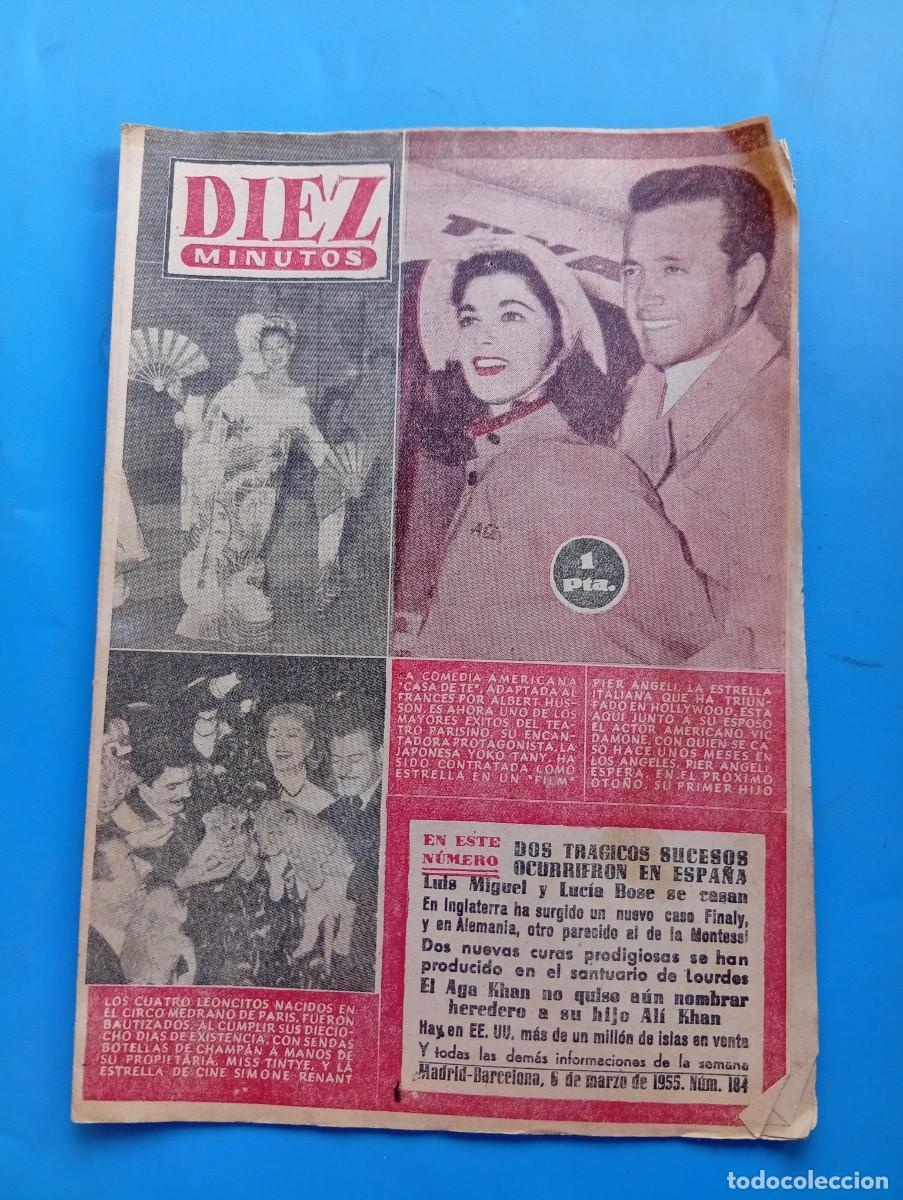 DIEZ
MINUTOS
1
Pta.
A COMEDIA AMERICANA
"CASA DE TE", ADAPTADA AL
FRANCES POR ALBERT HUS-
SON, ES AHORA UNO DE LOS
MAYORES EXITOS DEL TEA-
TRO PARISINO. SU ENCAN-
TADORA PROTAGONISTA, LA
JAPONESA YOKO TANY, HA
SIDO CONTRATADA COMO
ESTRELLA EN UN "FILM"
PIER ANGELI, LA ESTRELLA
ITALIANA QUE HA TRIUN-
FADO EN HOLLYWOOD, ESTA
AQUI JUNTO A SU ESPOSO
EL ACTOR AMERICANO VIC
DAMONE, CON QUIEN SE CA-
SO HACE UNOS MESES EN
LOS ANGELES. PIER ANGELI
ESPERA, EN EL PROXIMO
OTOÑO, SU PRIMER HIJO
EN ESTE
NÚMERO
DOS TRAGICOS SUCESOS
OCURRIERON EN ESPAÑA
Luis Miguel y Lucía Bose se casan
En Inglaterra ha surgido un nuevo caso Finaly,
y en Alemania, otro parecido al de la Montessi
Dos nuevas curas prodigiosas se han
producido en el santuario de Lourdes
El Aga Khan no quiso aún nombrar
heredero a su hijo Alí Khan
Hay en EE. UU. más de un millón de islas en venta
Y todas las demás informaciones de la semana
Madrid-Barcelona, 6 de marzo de 1955. Núm. 184
LOS CUATRO LEONCITOS NACIDOS EN
EL CIRCO MEDRANO DE PARIS, FUERON
BAUTIZADOS, AL CUMPLIR SUS DIECIO-
CHO DIAS DE EXISTENCIA, CON SENDAS
BOTELLAS DE CHAMPÁN A MANOS DE
SU PROPIETARIA, MISS TINTYE, Y LA
ESTRELLA DE CINE SIMONE RENANT
todocoleccion